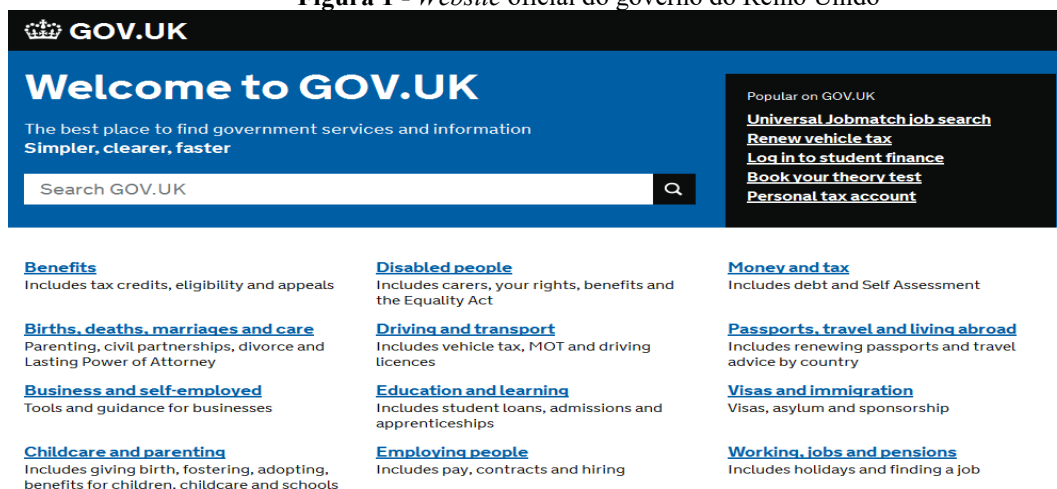 Figura 1 - Website oficial do governo do Reino Unido
GOV.UK
Welcome to GOV.UK
The best place to find government services and information
Simpler, clearer, faster
Search GOV.UK
Popular on GOV.UK
Universal Jobmatch job search
Renew vehicle tax
Log in to student finance
Book your theory test
Personal tax account
Benefits
Includes tax credits, eligibility and appeals
Births, deaths, marriages and care
Parenting, civil partnerships, divorce and
Lasting Power of Attorney
Business and self-employed
Tools and guidance for businesses
Childcare and parenting
Includes giving birth, fostering, adopting,
benefits for children, childcare and schools
Disabled people
Includes carers, your rights, benefits and
the Equality Act
Driving and transport
Includes vehicle tax, MOT and driving
licences
Education and learning
Includes student loans, admissions and
apprenticeships
Employing people
Includes pay, contracts and hiring
Money and tax
Includes debt and Self Assessment
Passports, travel and living abroad
Includes renewing passports and travel
advice by country
Visas and immigration
Visas, asylum and sponsorship
Working, jobs and pensions
Includes holidays and finding a job